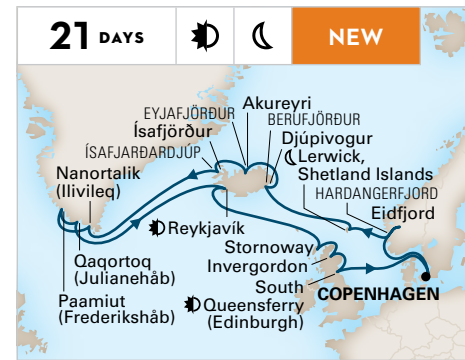 21 DAYS
NEW
Akureyri
EYJAFJÖRÐUR
BERUFJÖRÐUR
Ísafjörður
Djúpivogur
ÍSAFJARÐARDJÚP
Lerwick,
Shetland Islands
Nanortalik
(Illivileq)
HARDANGERFJORD
Eidfjord
Reykjavík
Stornoway
Qaqortoq
(Julianehåb)
Invergordon
South
Queensferry
(Edinburgh)
COPENHAGEN
Paamiut
(Frederikshåb)